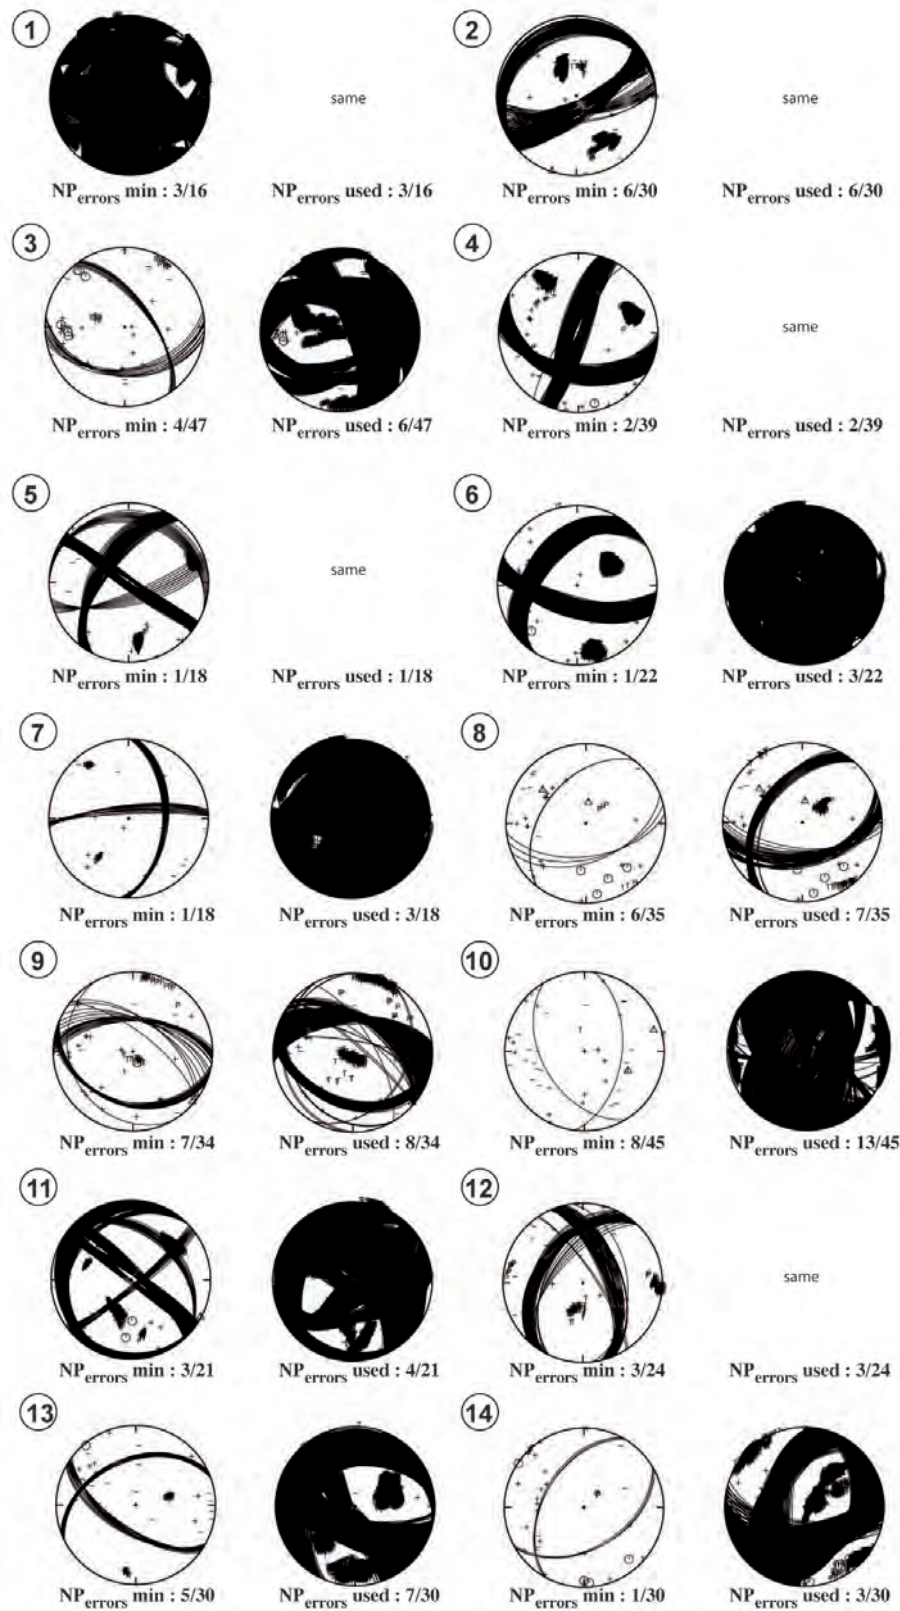 1 2
same same
NPerrors min : 3/16 NPerrors used : 3/16 NPerrors min : 6/30 NPerrors used : 6/30
3 4
same
NPerrors min : 4/47 NPerrors used : 6/47 NPerrors min : 2/39 NPerrors used : 2/39
5 6
same
NPerrors min : 1/18 NPerrors used : 1/18 NPerrors min : 1/22 NPerrors used : 3/22
7 8
NPerrors min : 1/18 NPerrors used : 3/18 NPerrors min : 6/35 NPerrors used : 7/35
9 10
NPerrors min : 7/34 NPerrors used : 8/34 NPerrors min : 8/45 NPerrors used : 13/45
11 12
same
NPerrors min : 3/21 NPerrors used : 4/21 NPerrors min : 3/24 NPerrors used : 3/24
13 14
NPerrors min : 5/30 NPerrors used : 7/30 NPerrors min : 1/30 NPerrors used : 3/30